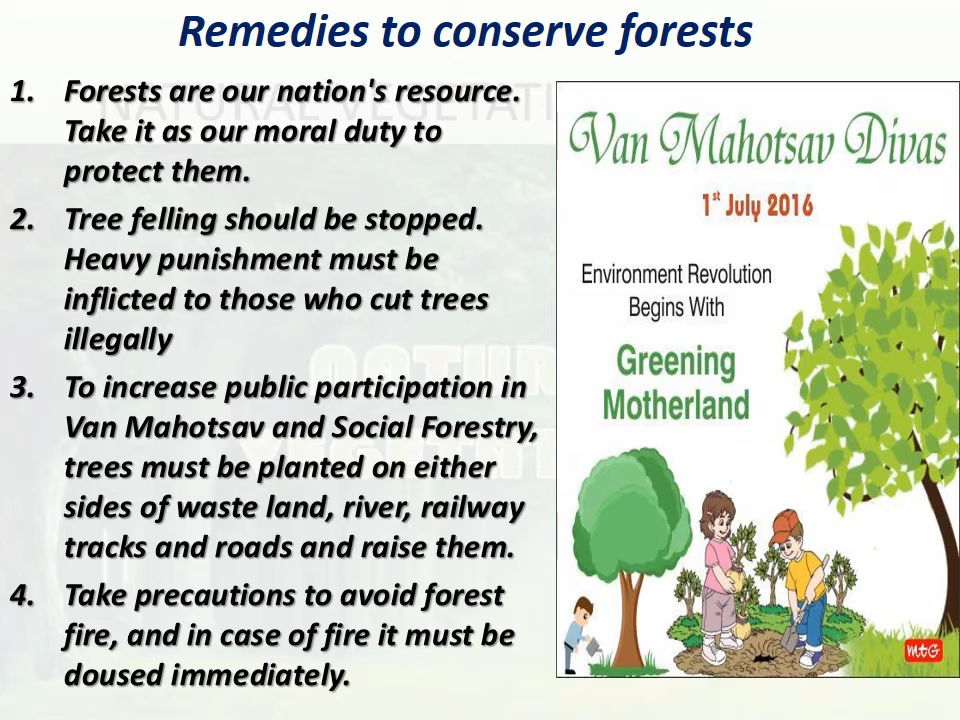 Remedies to conserve forests
1. Forests are our nation's resource.
Take it as our moral duty to
protect them.
2. Tree felling should be stopped.
Heavy punishment must be
inflicted to those who cut trees
illegally
3. To increase public participation in
Van Mahotsav and Social Forestry,
trees must be planted on either
sides of waste land, river, railway
tracks and roads and raise them.
4. Take precautions to avoid forest
fire, and in case of fire it must be
doused immediately.
Van Mahotsav Divas
1st July 2016
Environment Revolution
Begins With
Greening
Motherland
mtG